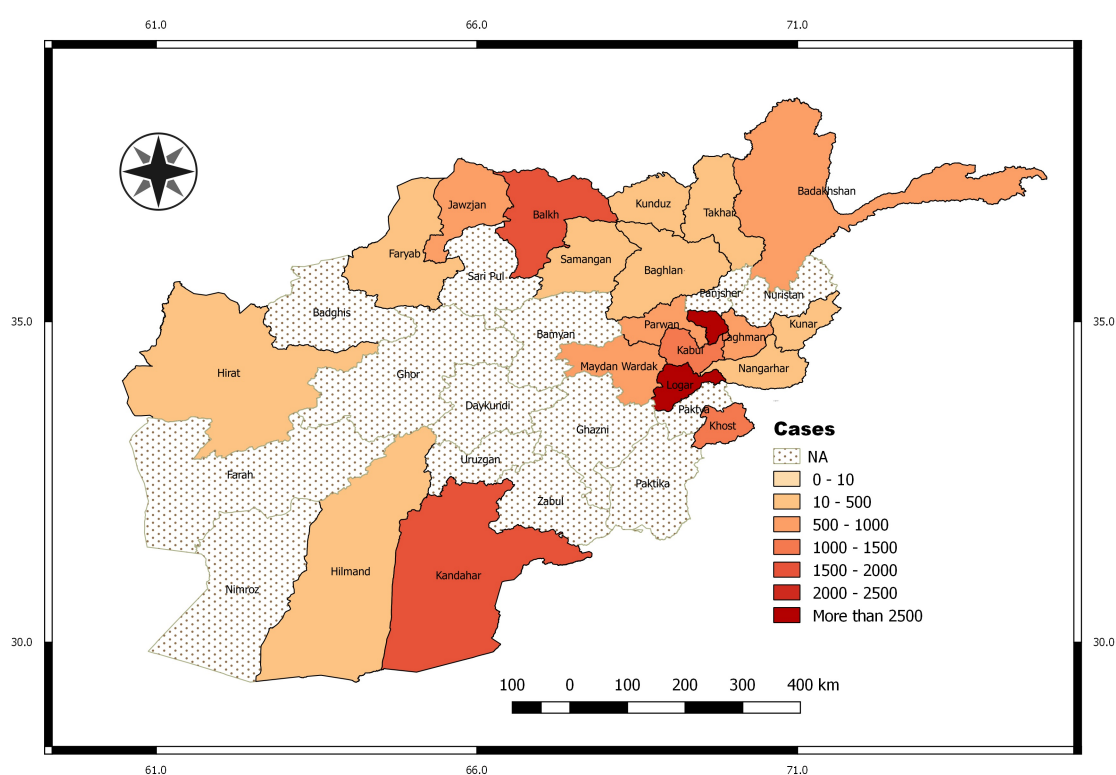 61.0 66.0 71.0
Badakhshan
Kunduz
Jawzjan
Takhar
Balkh
Faryab
Samangan
Baghlan
Sari Pul
Panjsher
Nuristan
Badghis
35.0
Parwan
Kunar
35.0
Bamyan
Laghman
Kabul
Maydan Wardak
Nangarhar
Hirat
Ghor
Logar
Daykundi
Paktya
Khost
Ghazni
Cases
NA
0 - 10
10 - 500
500 - 1000
1000 - 1500
1500 - 2000
2000 - 2500
More than 2500
Uruzgan
Farah
Paktika
Zabul
Hilmand
Kandahar
Nimroz
30.0
30.0
100 0 100 200 300 400 km
61.0 66.0 71.0